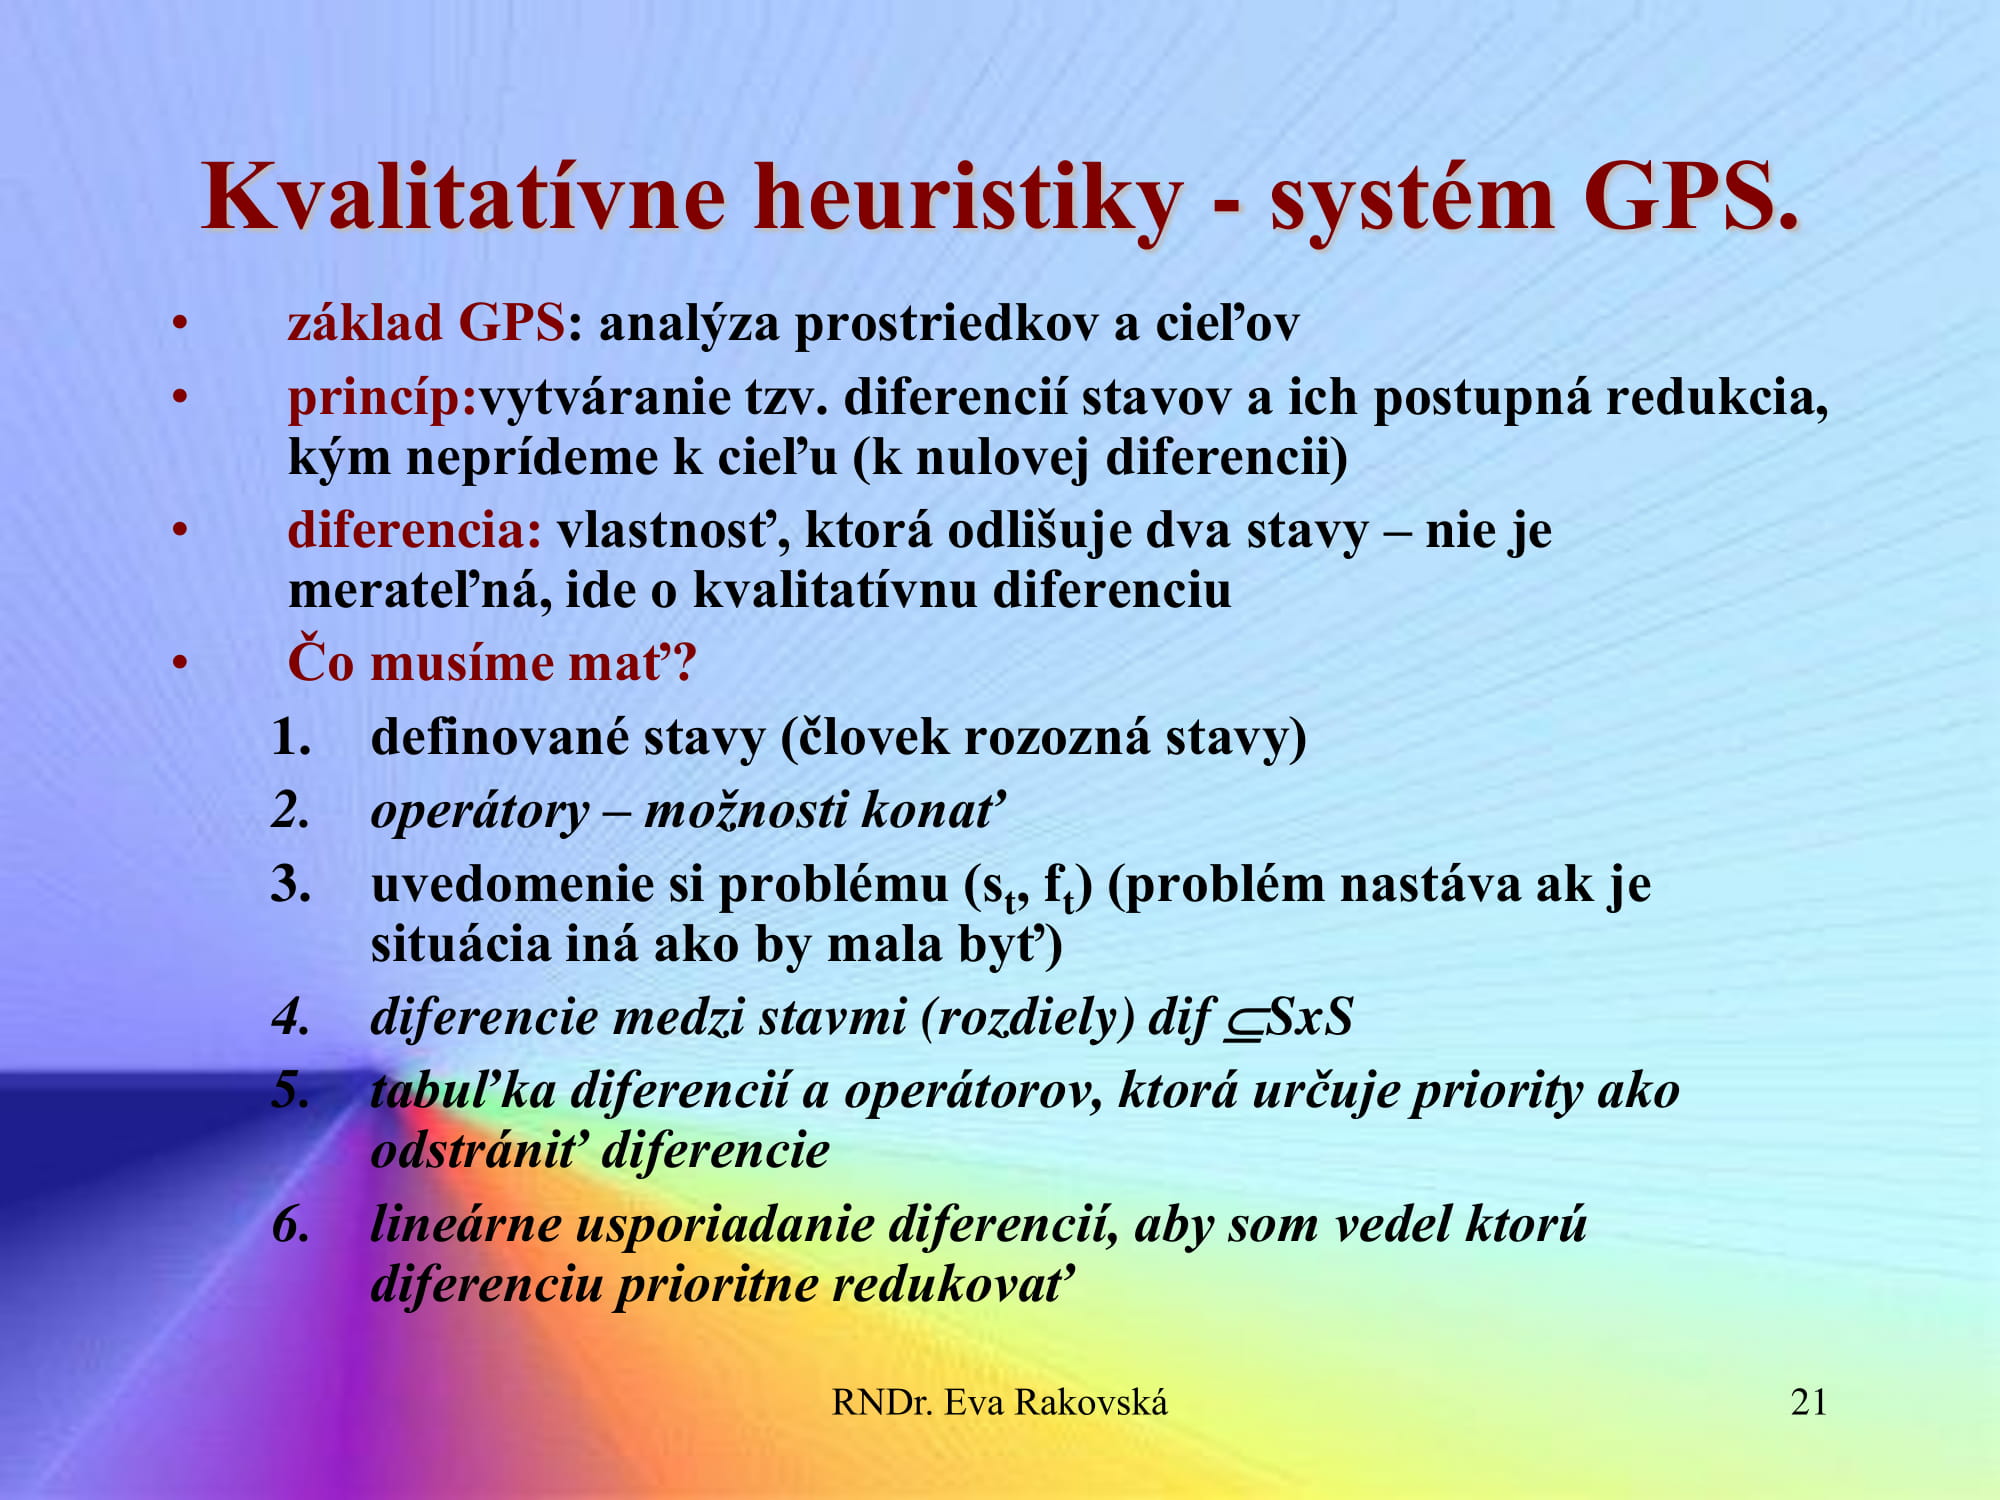 Kvalitatívne heuristiky - systém GPS.
• základ GPS: analýza prostriedkov a cieľov
• princíp:vytváranie tzv. diferencií stavov a ich postupná redukcia,
kým neprídeme k cieľu (k nulovej diferencii)
• diferencia: vlastnosť, ktorá odlišuje dva stavy – nie je
merateľná, ide o kvalitatívnu diferenciu
• Čo musíme mať?
1. definované stavy (človek rozozná stavy)
2. operátory – možnosti konať
3. uvedomenie si problému (sₜ, fₜ) (problém nastáva ak je
situácia iná ako by mala byť)
4. diferencie medzi stavmi (rozdiely) dif ⊆SxS
5. tabuľka diferencií a operátorov, ktorá určuje priority ako
odstrániť diferencie
6. lineárne usporiadanie diferencií, aby som vedel ktorú
diferenciu prioritne redukovať
RNDr. Eva Rakovská
21